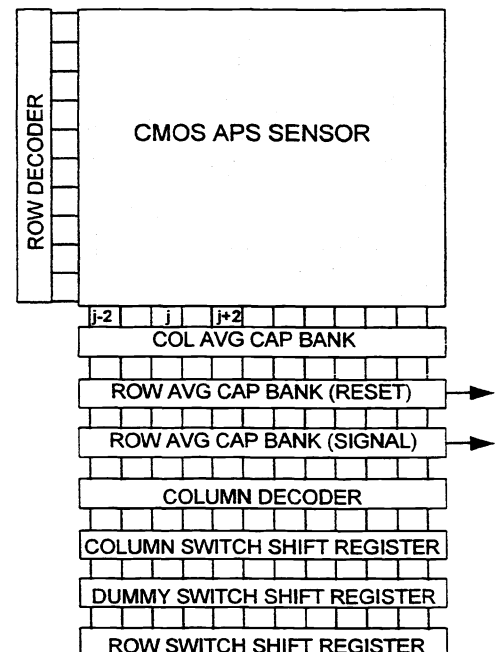 ROW DECODER
CMOS APS SENSOR
j-2 j j+2
COL AVG CAP BANK
ROW AVG CAP BANK (RESET)
ROW AVG CAP BANK (SIGNAL)
COLUMN DECODER
COLUMN SWITCH SHIFT REGISTER
DUMMY SWITCH SHIFT REGISTER
ROW SWITCH SHIFT REGISTER